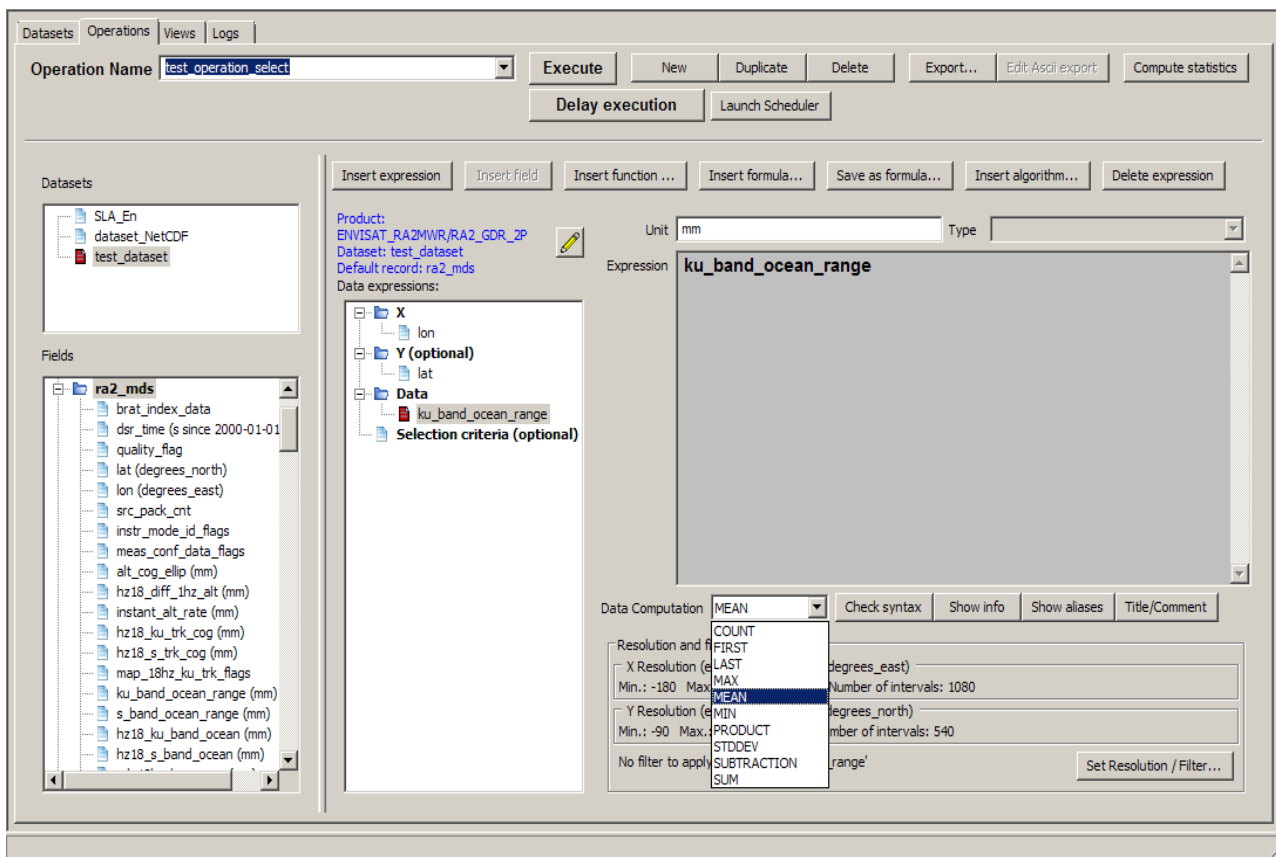 Datasets Operations Views Logs
Operation Name test_operation_select Execute New Duplicate Delete Export... Edit Ascii export Compute statistics
Delay execution Launch Scheduler
Insert expression Insert field Insert function ... Insert formula... Save as formula... Insert algorithm... Delete expression
Datasets
SLA_En
dataset_NetCDF
test_dataset
Fields
ra2_mds
brat_index_data
dsr_time (s since 2000-01-01
quality_flag
lat (degrees_north)
lon (degrees_east)
src_pack_cnt
instr_mode_id_flags
meas_conf_data_flags
alt_cog_ellip (mm)
hz18_diff_1hz_alt (mm)
instant_alt_rate (mm)
hz18_ku_trk_cog (mm)
hz18_s_trk_cog (mm)
map_18hz_ku_trk_flags
ku_band_ocean_range (mm)
s_band_ocean_range (mm)
hz18_ku_band_ocean (mm)
hz18_s_band_ocean (mm)
Product:
ENVISAT_RA2MWR/RA2_GDR_2P
Dataset: test_dataset
Default record: ra2_mds
Data expressions:
X
lon
Y (optional)
lat
Data
ku_band_ocean_range
Selection criteria (optional)
Unit mm Type
Expression ku_band_ocean_range
Data Computation MEAN Check syntax Show info Show aliases Title/Comment
COUNT
FIRST
LAST
MAX
MEAN
MIN
PRODUCT
STDDEV
SUBTRACTION
SUM
Resolution and fi
X Resolution (e degrees_east)
Min.: -180 Max Number of intervals: 1080
Y Resolution (e degrees_north)
Min.: -90 Max.: mber of intervals: 540
No filter to apply _range'
Set Resolution / Filter...